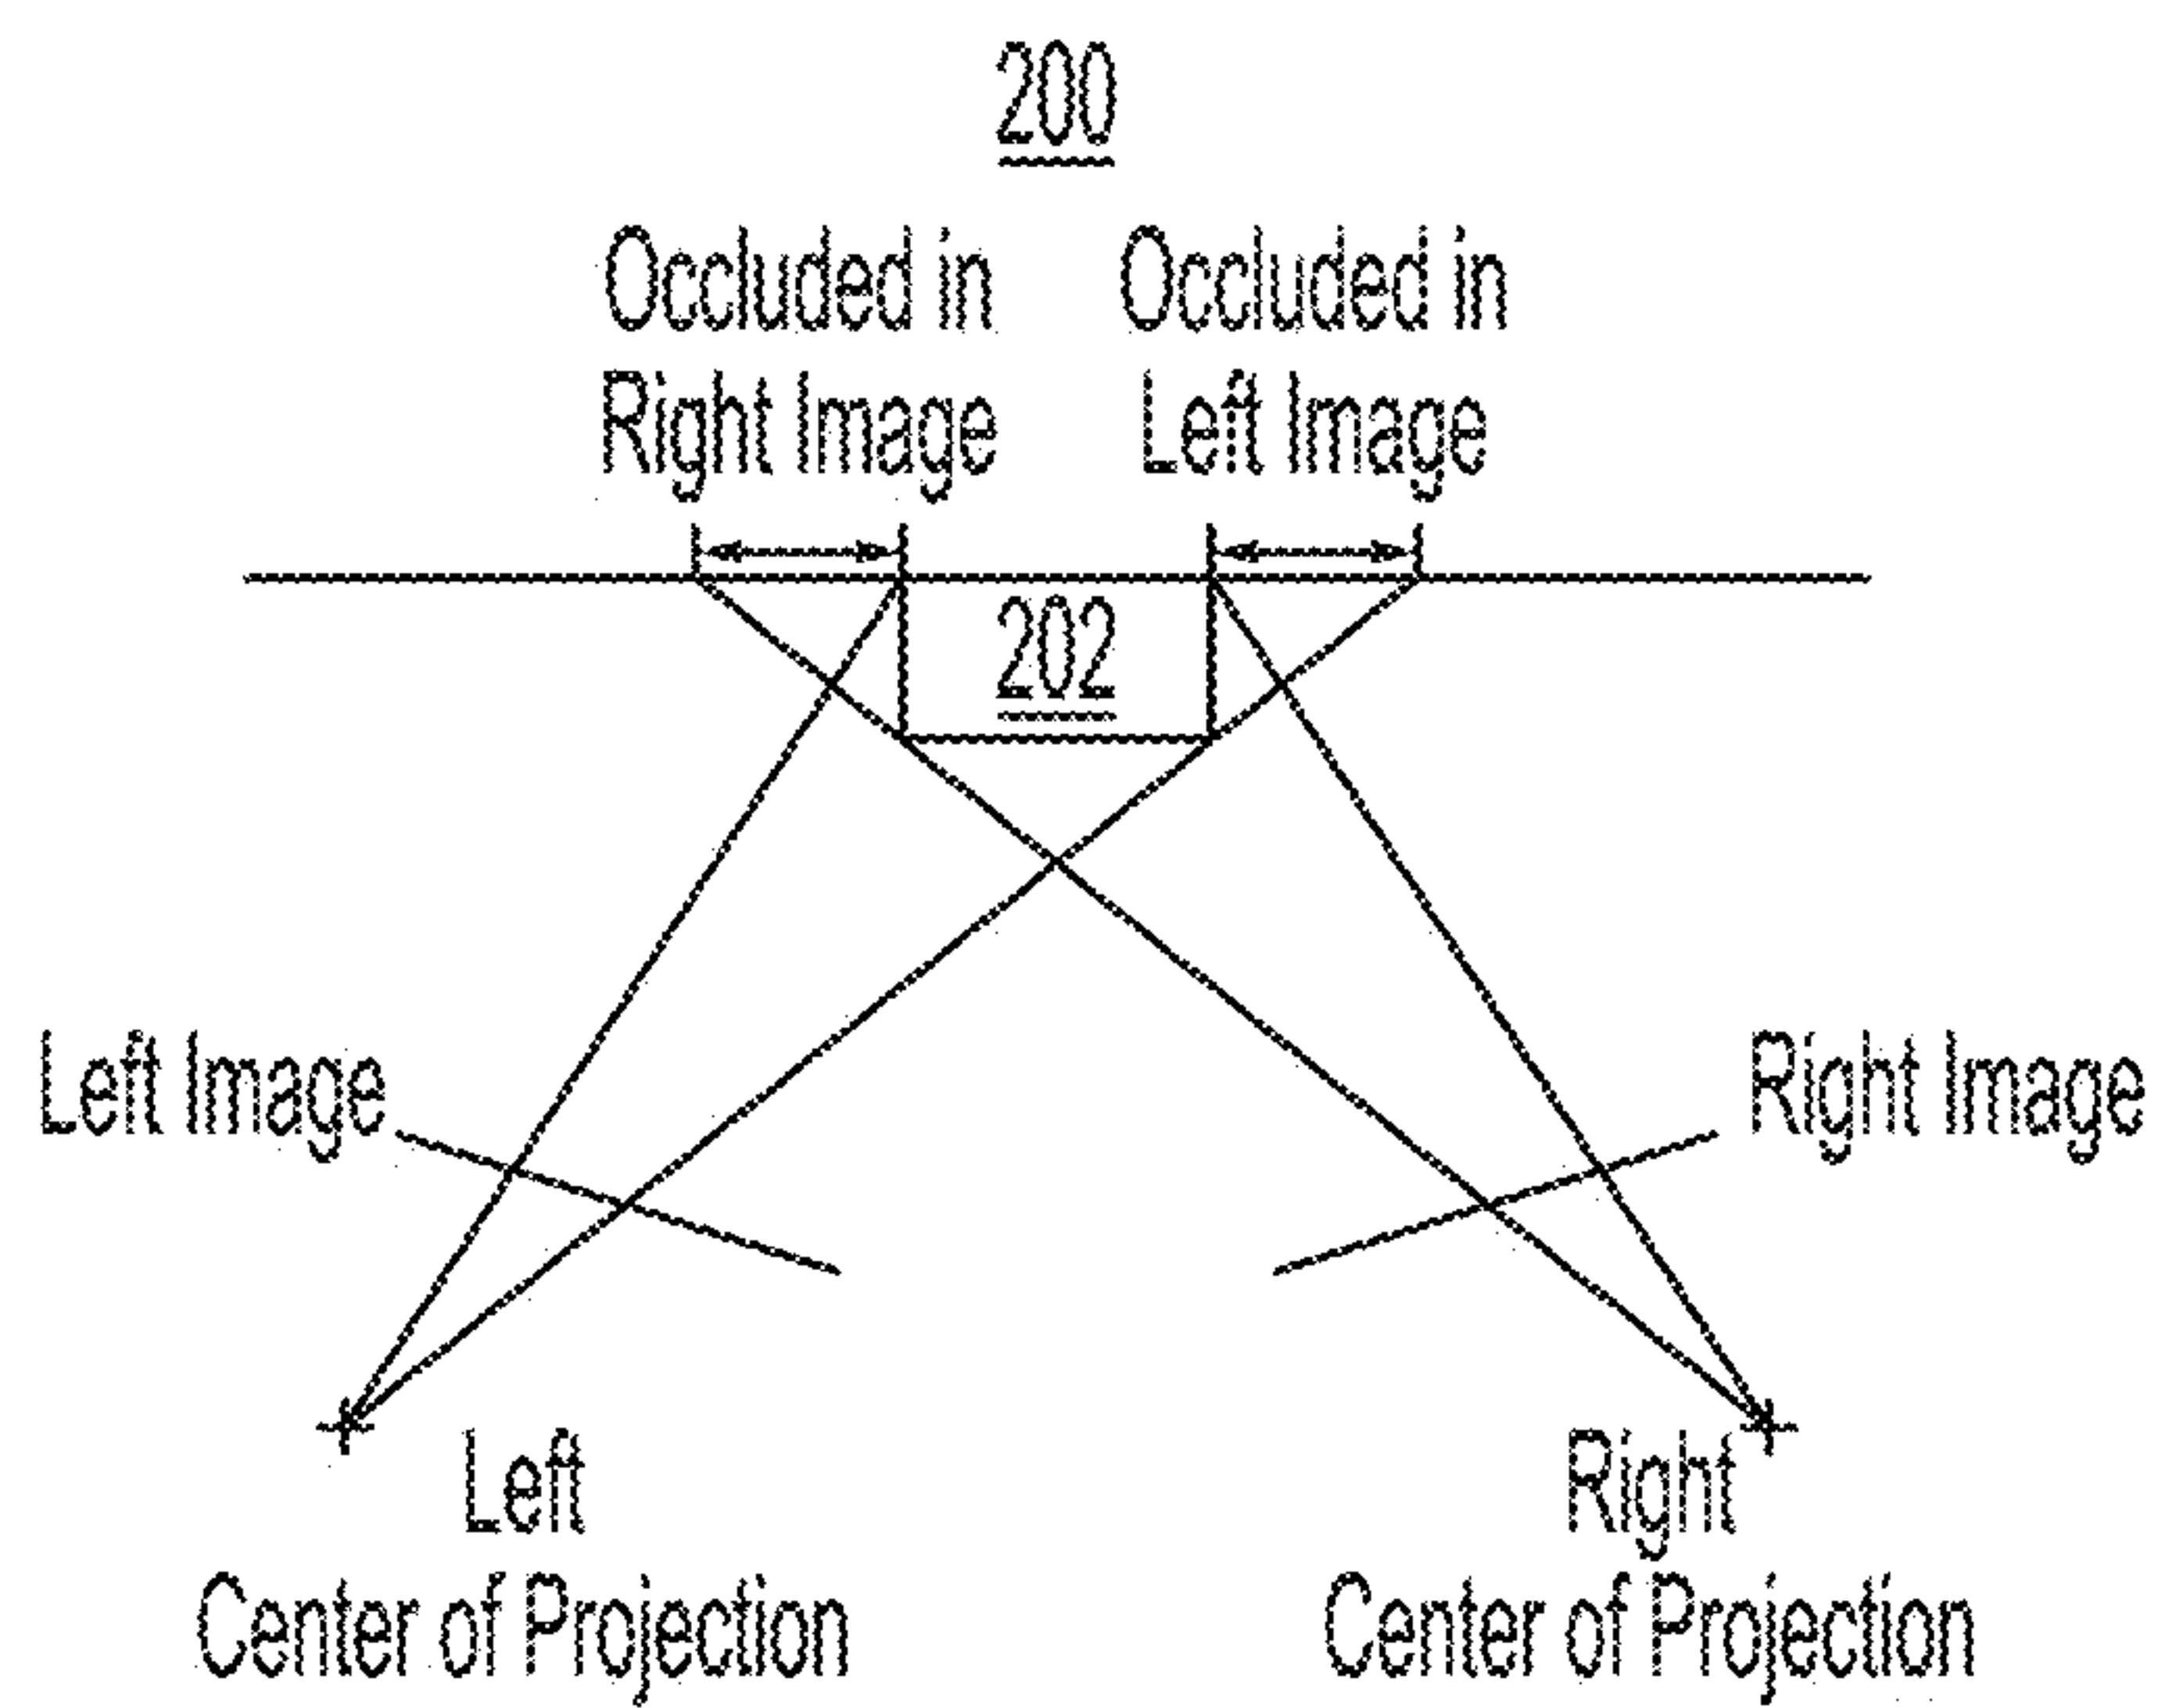 200
Occluded in
Right Image
Occluded in
Left Image
202
Left Image
Right Image
Left
Center of Projection
Right
Center of Projection